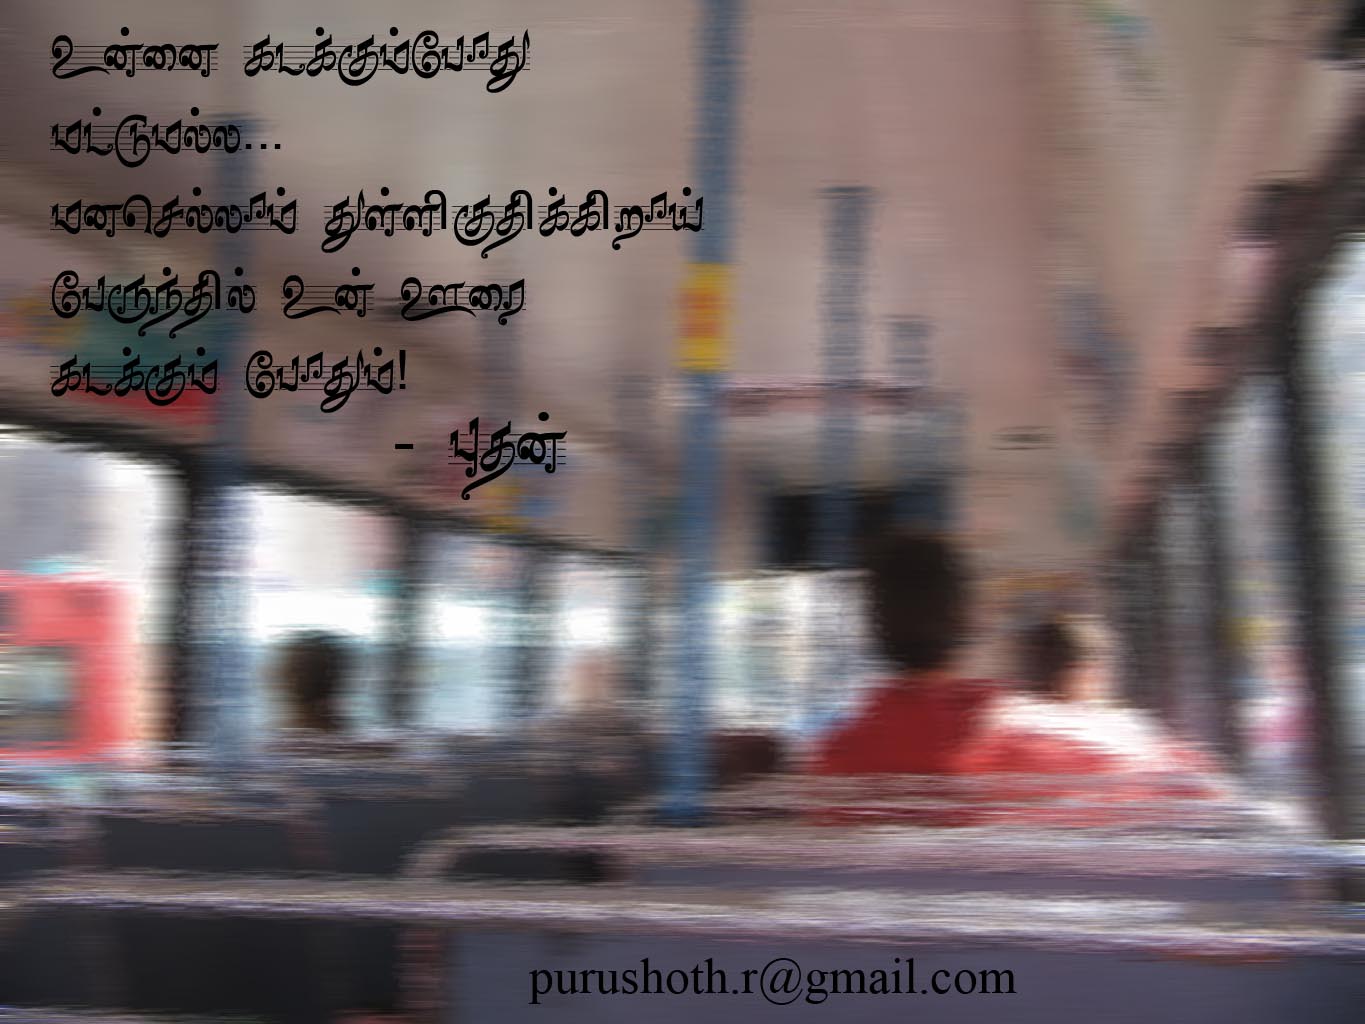 உன்னை கடக்கும்போது
மட்டுமல்ல...
மனசெல்லாம் துள்ளிகுதிக்கிறாய்
பேருந்தில் உன் ஊரை
கடக்கும் போதும்!
- புதன்
purushoth.r@gmail.com